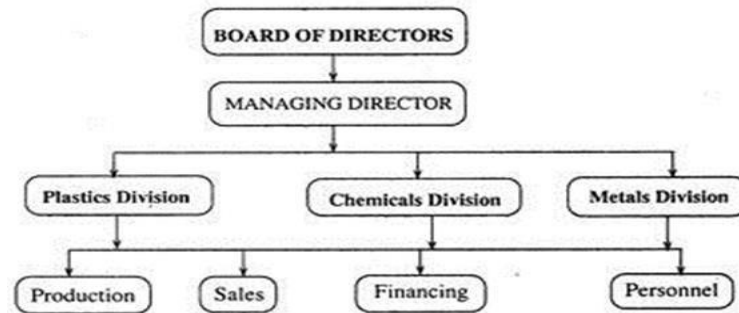 BOARD OF DIRECTORS
MANAGING DIRECTOR
Plastics Division
Chemicals Division
Metals Division
Production
Sales
Financing
Personnel